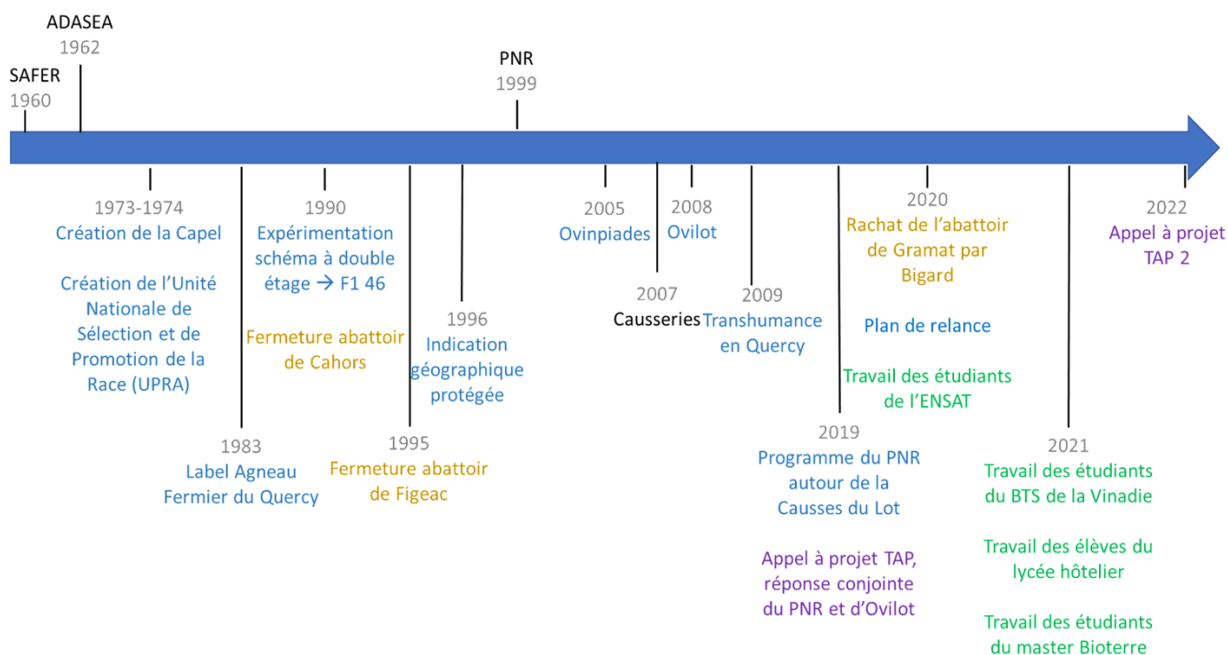 ADASEA
1962
SAFER
1960
PNR
1999
1973-1974
Création de la Capel
Création de l'Unité
Nationale de
Sélection et de
Promotion de la
Race (UPRA)
1983
Label Agneau
Fermier du Quercy
1990
Expérimentation
schéma à double
étage → F1 46
Fermeture abattoir
de Cahors
1995
Fermeture abattoir
de Figeac
1996
Indication
géographique
protégée
2005
Ovinpiades
2007
Causseries
2008
Ovilot
2009
Transhumance
en Quercy
2019
Programme du PNR
autour de la
Causses du Lot
Appel à projet TAP,
réponse conjointe
du PNR et d'Ovilot
2020
Rachat de l'abattoir
de Gramat par
Bigard
Plan de relance
Travail des étudiants
de l'ENSAT
2021
Travail des étudiants
du BTS de la Vinadie
Travail des élèves du
lycée hôtelier
Travail des étudiants
du master Bioterre
2022
Appel à projet
TAP 2